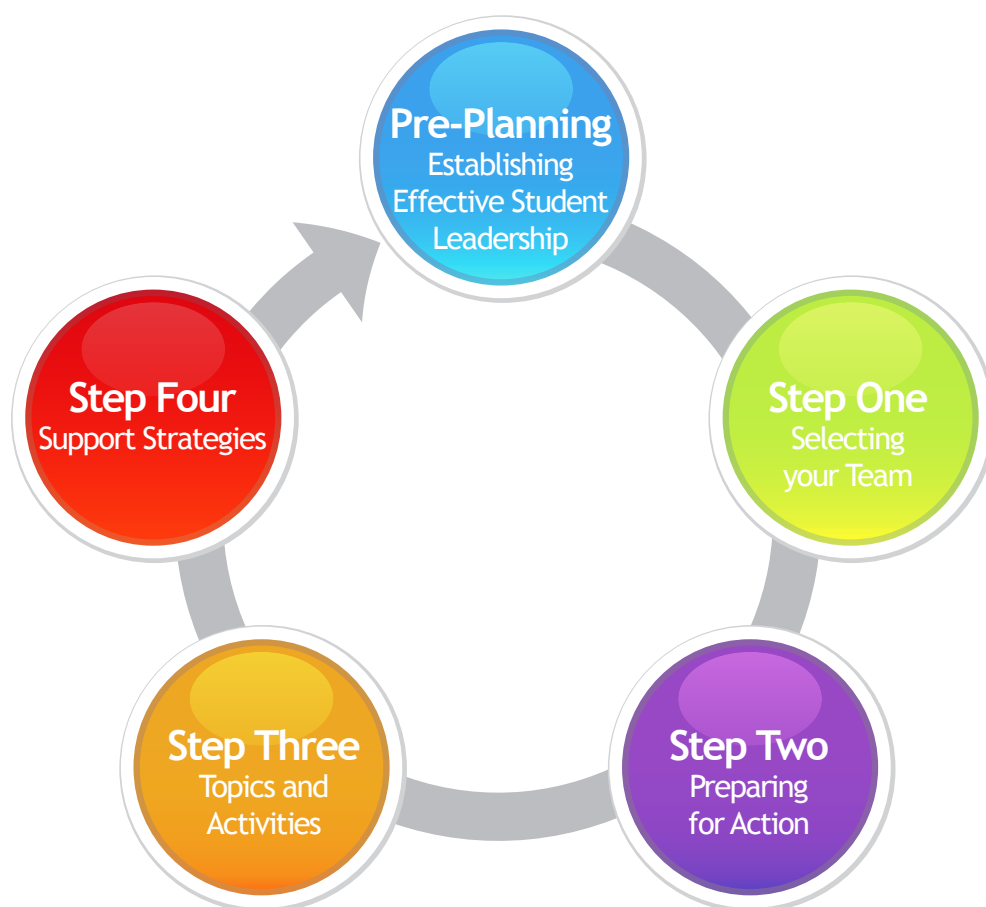 Pre-Planning
Establishing
Effective Student
Leadership
Step One
Selecting
your Team
Step Two
Preparing
for Action
Step Three
Topics and
Activities
Step Four
Support Strategies